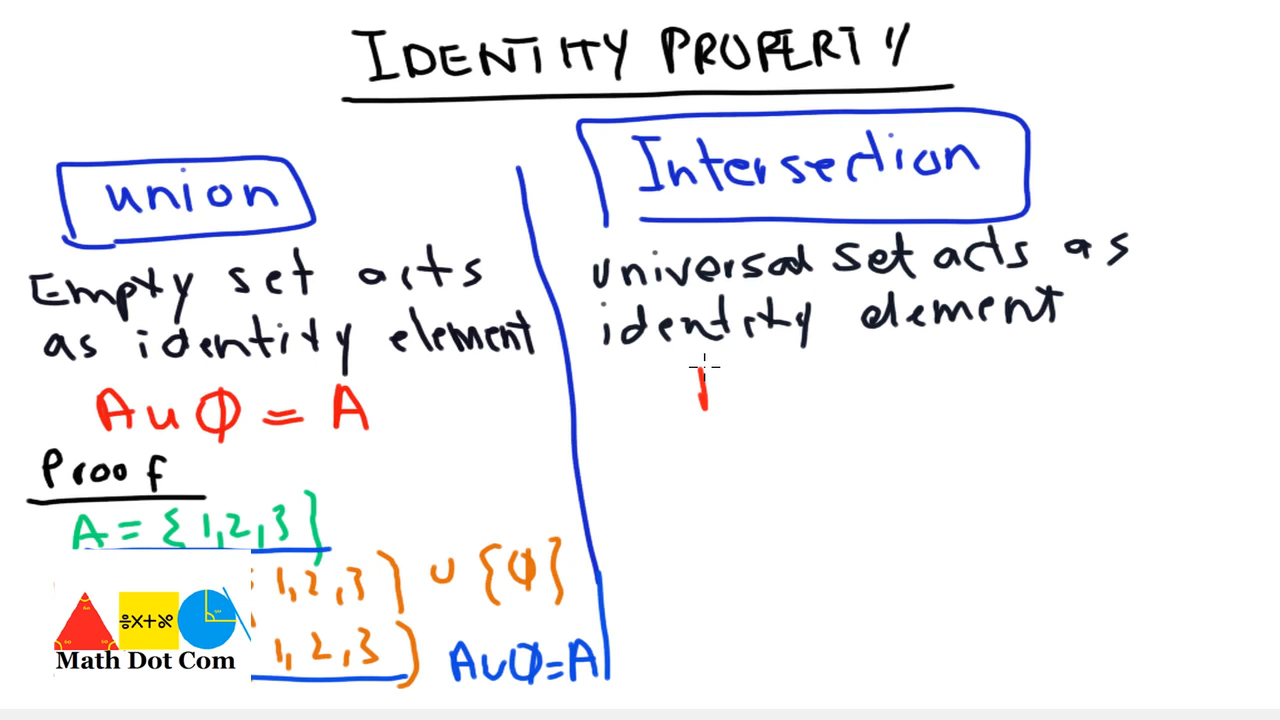 IDENTITY PROPERTY
union
Empty set acts
as identity element
A ∪ φ = A
Proof
A = {1,2,3}
1,2,3} ∪ {φ}
1,2,3}
A∪φ=A
Intersection
universal set acts as
identity element
÷x+%
Math Dot Com